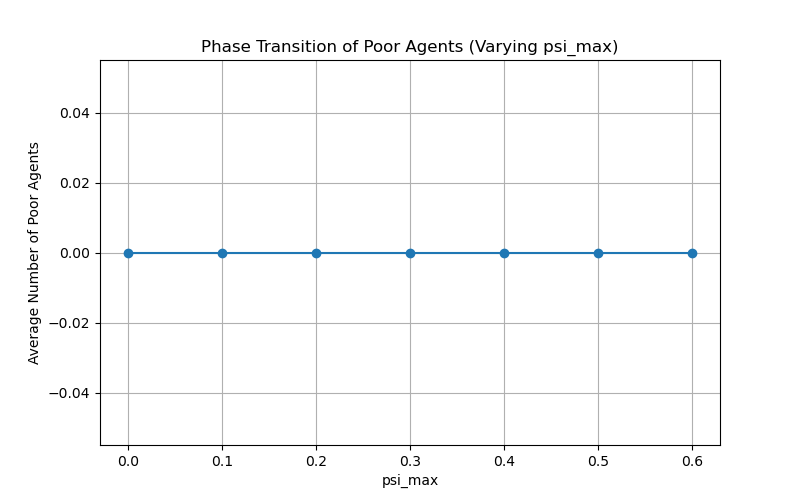 Phase Transition of Poor Agents (Varying psi_max)
Average Number of Poor Agents
0.04
0.02
0.00
−0.02
−0.04
0.0 0.1 0.2 0.3 0.4 0.5 0.6
psi_max